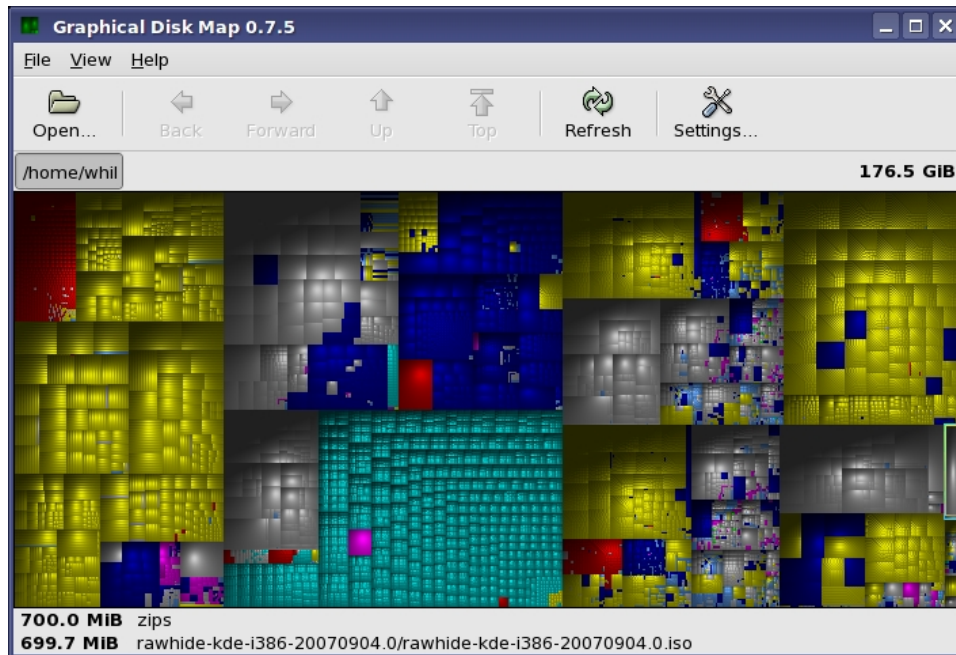 Graphical Disk Map 0.7.5
File View Help
Open... Back Forward Up Top Refresh Settings...
/home/whil 176.5 GiB
700.0 MiB zips
699.7 MiB rawhide-kde-i386-20070904.0/rawhide-kde-i386-20070904.0.iso